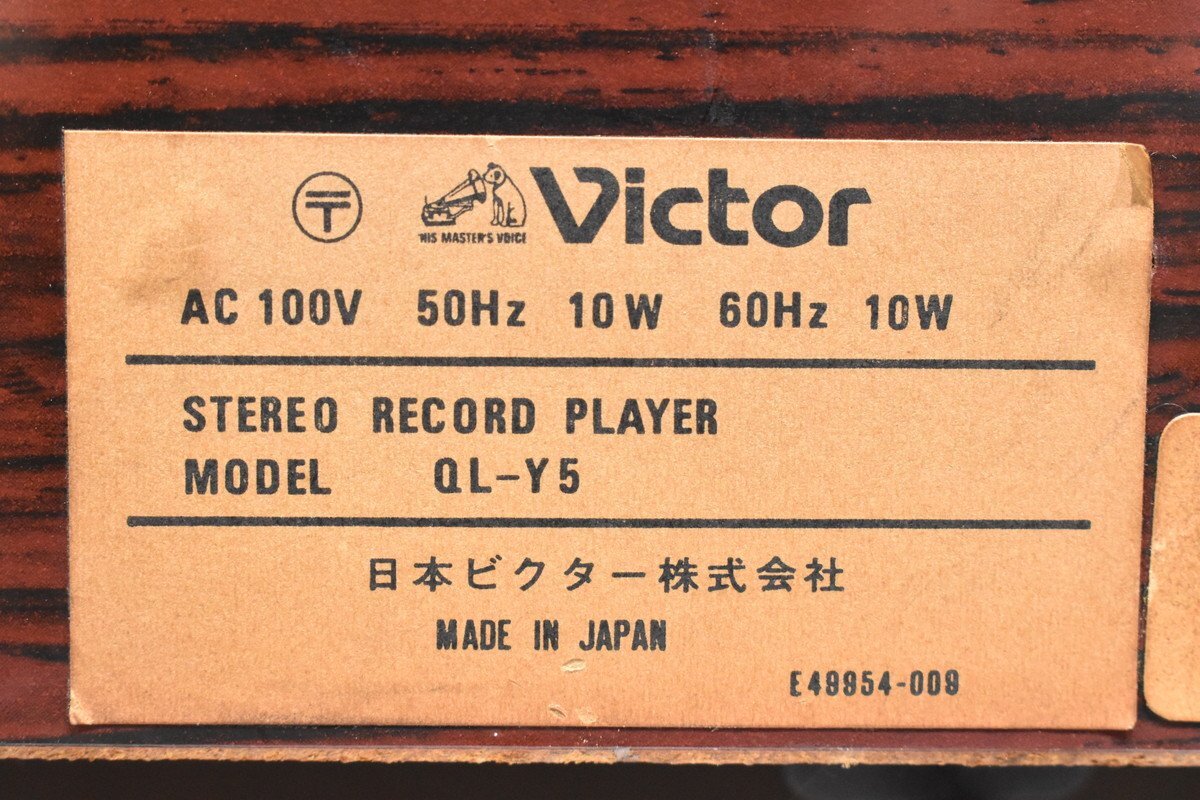 〒 HIS MASTER'S VOICE Victor
AC 100V 50Hz 10W 60Hz 10W
STEREO RECORD PLAYER
MODEL QL-Y5
日本ビクター株式会社
MADE IN JAPAN
E49954-009